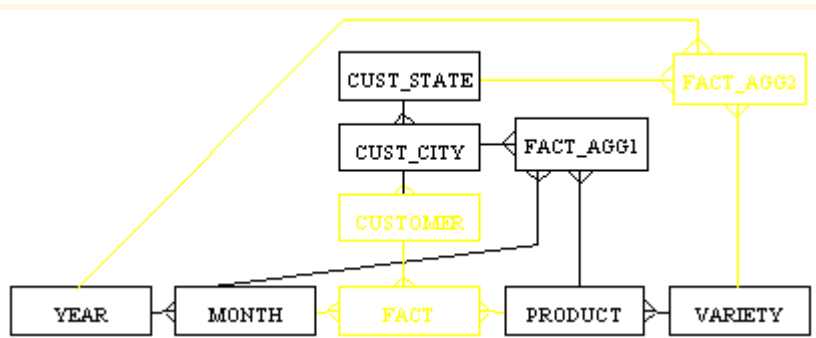 CUST_STATE
FACT_AGG2
CUST_CITY
FACT_AGG1
CUSTOMER
YEAR
MONTH
FACT
PRODUCT
VARIETY